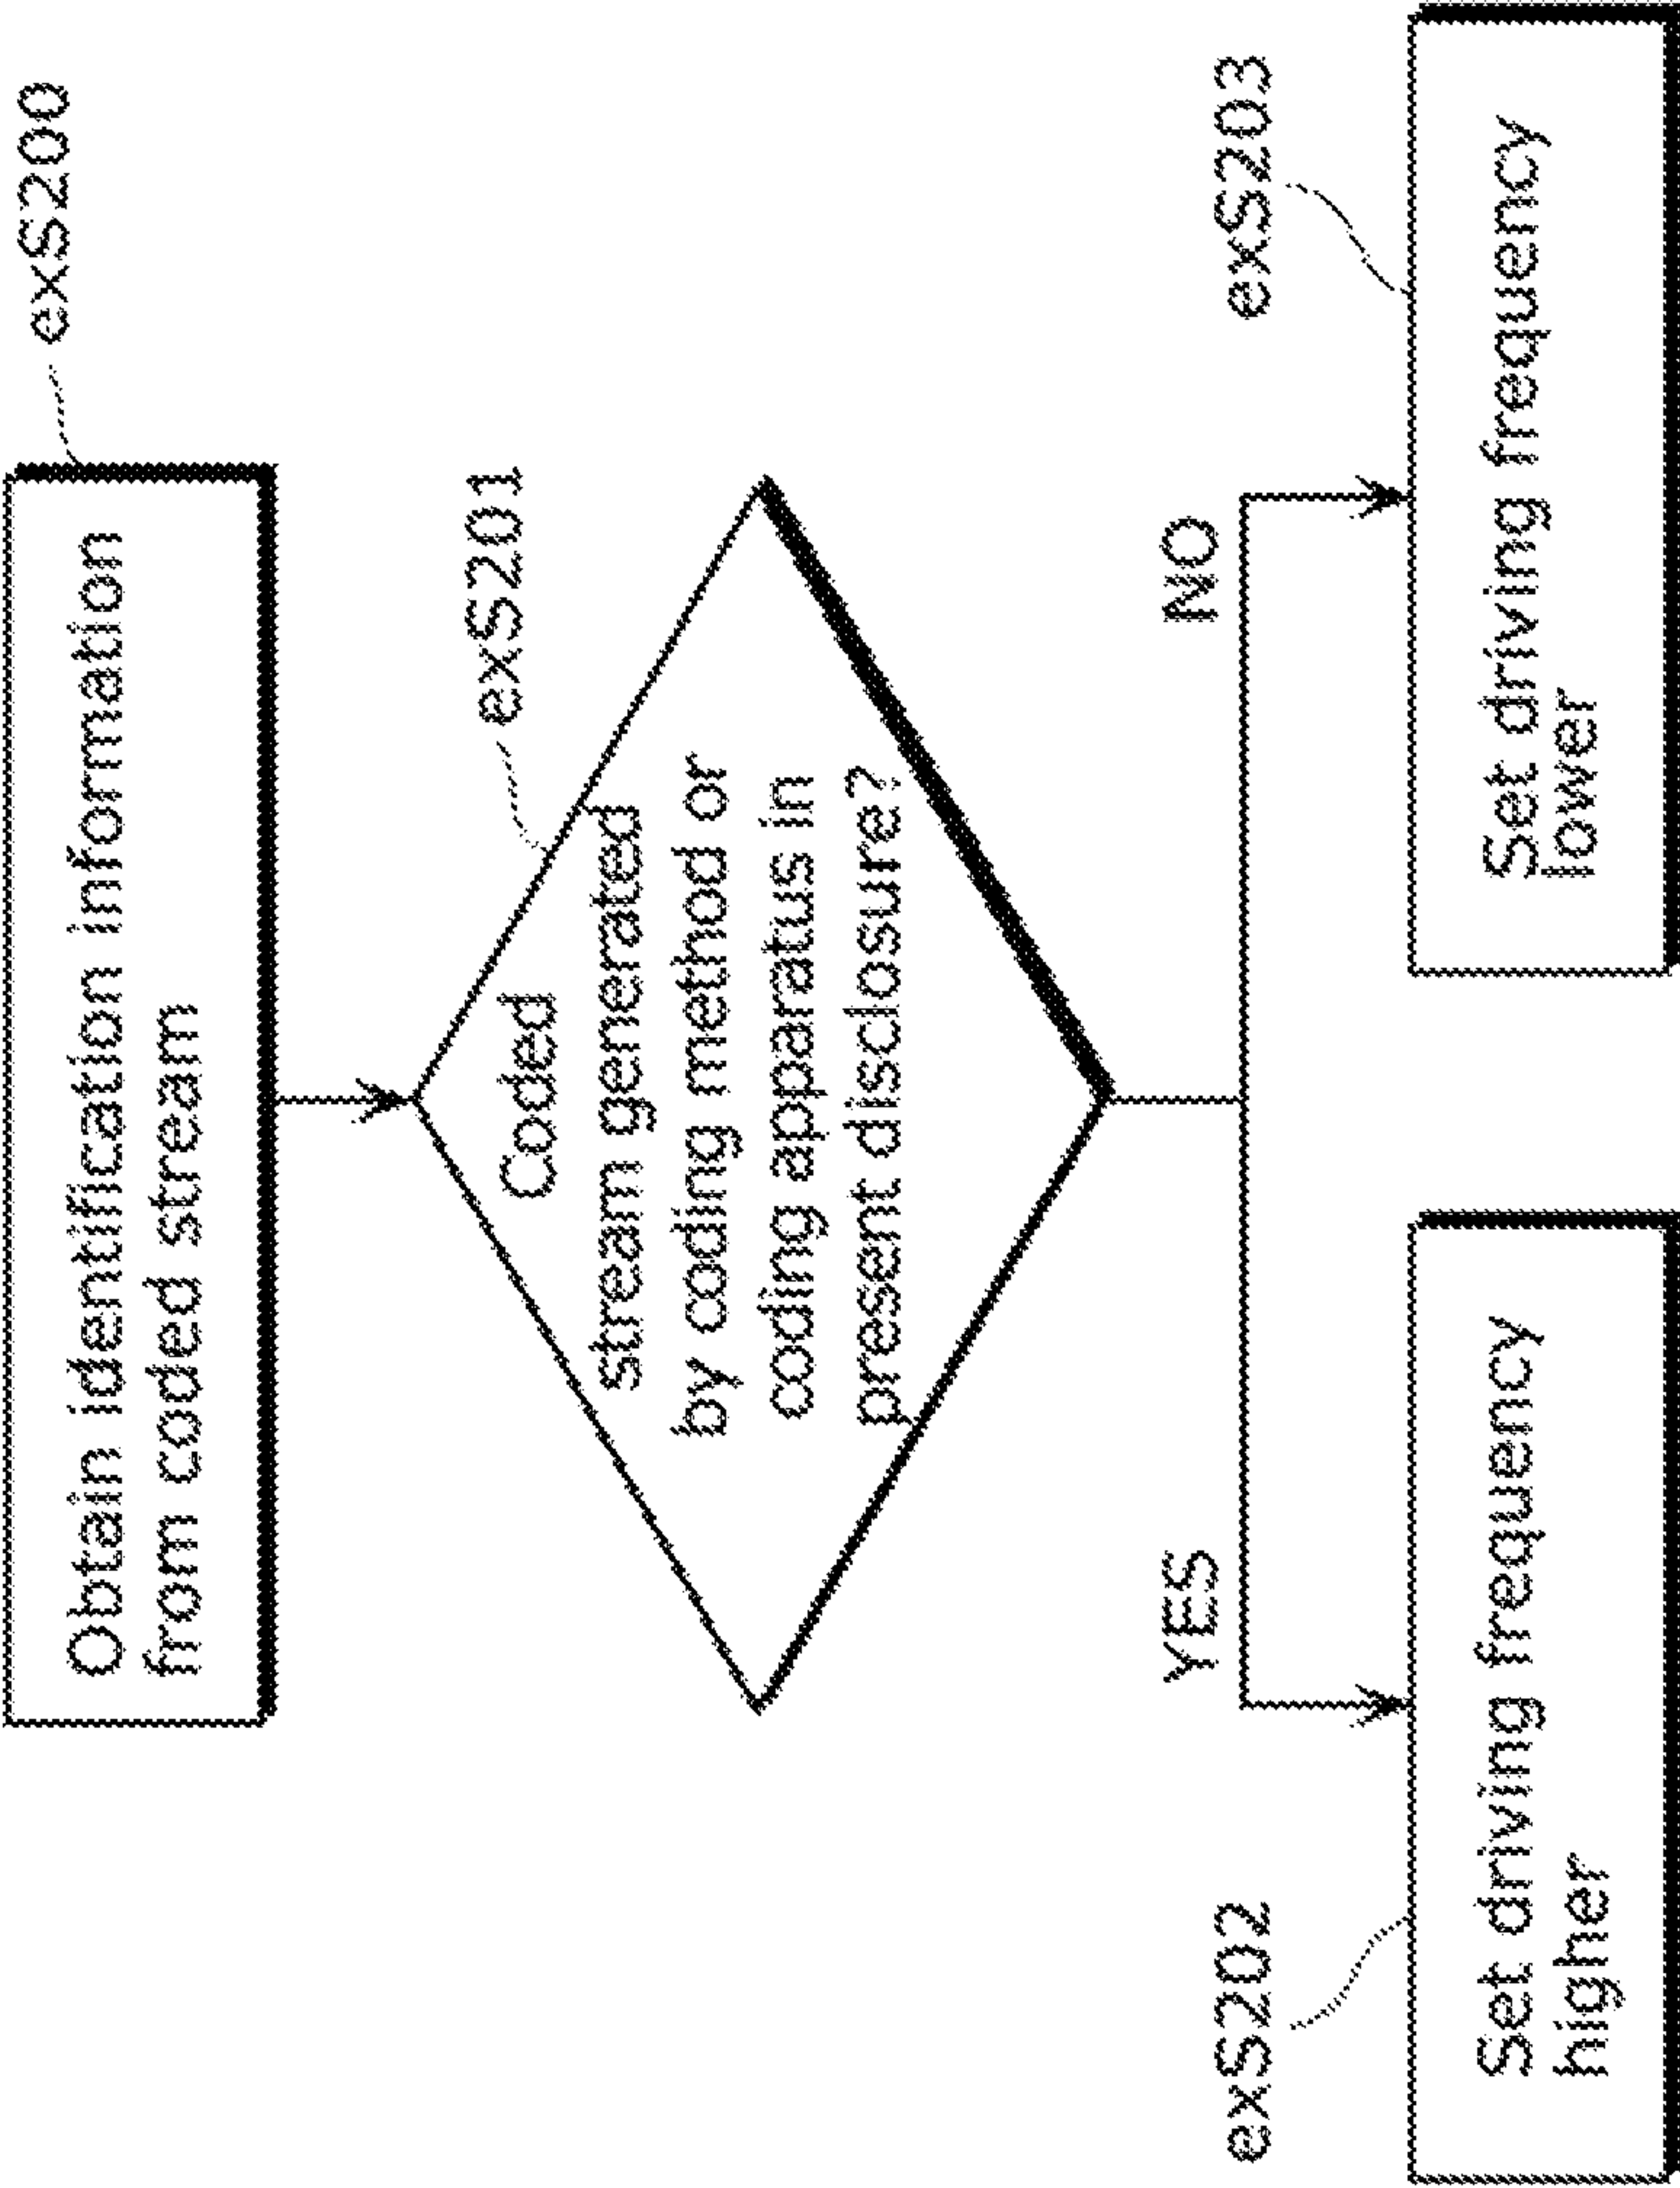 exS200
Obtain identification information
from coded stream
exS201
Coded
stream generated
by coding method or
coding apparatus in
present disclosure?
YES
NO
exS202
exS203
Set driving frequency
higher
Set driving frequency
lower